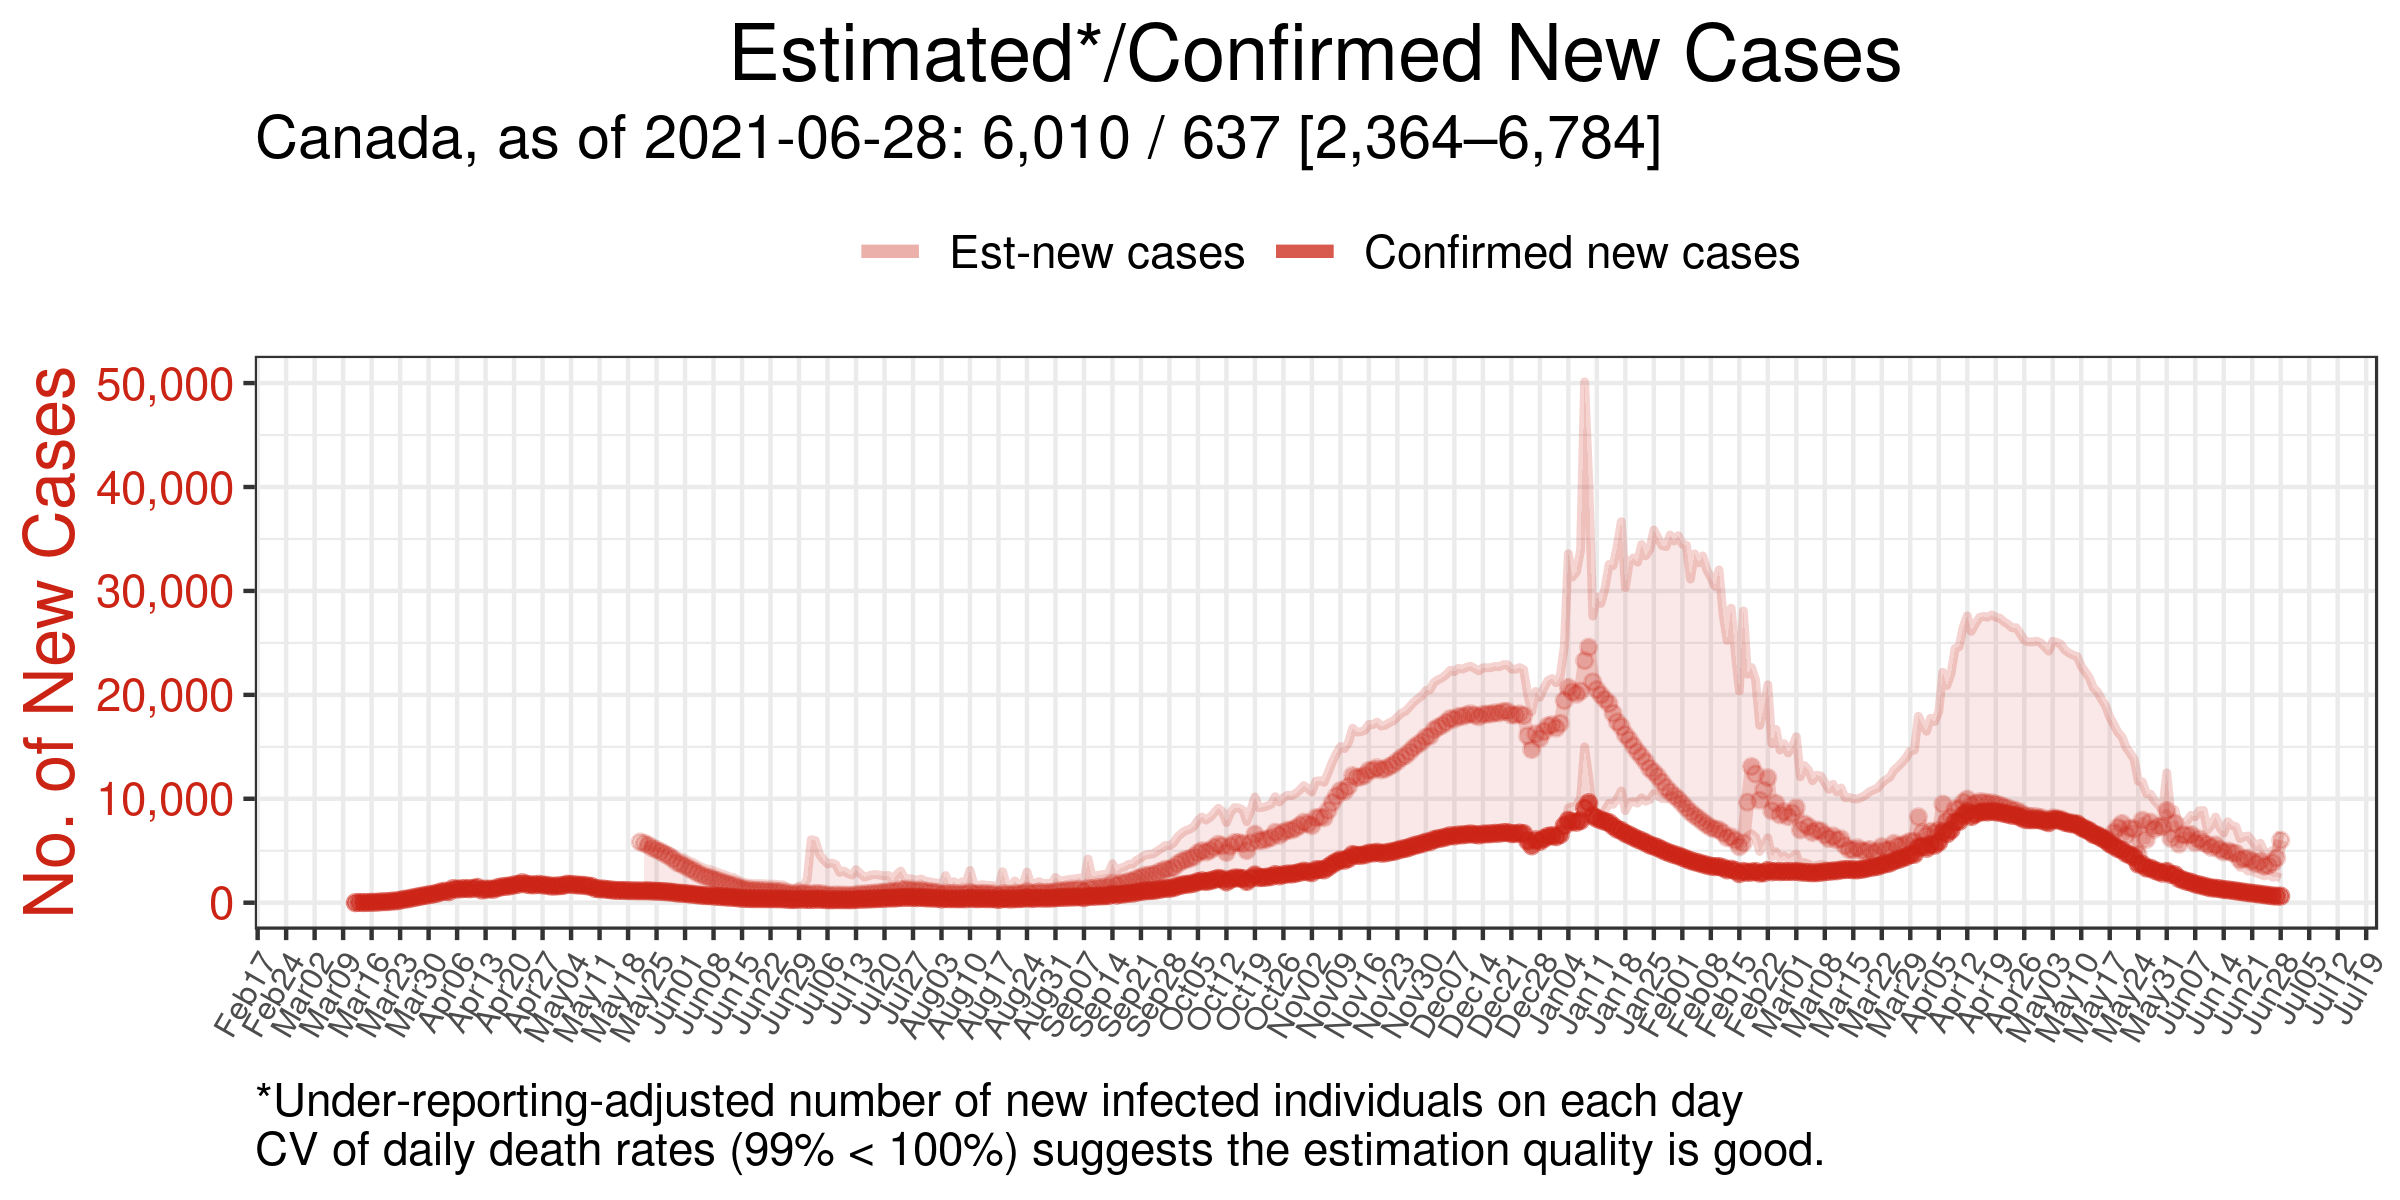 Estimated*/Confirmed New Cases
Canada, as of 2021-06-28: 6,010 / 637 [2,364–6,784]
Est-new cases Confirmed new cases
No. of New Cases
50,000
40,000
30,000
20,000
10,000
0
Feb17 Feb24 Mar02 Mar09 Mar16 Mar23 Mar30 Apr06 Apr13 Apr20 Apr27 May04 May11 May18 May25 Jun01 Jun08 Jun15 Jun22 Jun29 Jul06 Jul13 Jul20 Jul27 Aug03 Aug10 Aug17 Aug24 Aug31 Sep07 Sep14 Sep21 Sep28 Oct05 Oct12 Oct19 Oct26 Nov02 Nov09 Nov16 Nov23 Nov30 Dec07 Dec14 Dec21 Dec28 Jan04 Jan11 Jan18 Jan25 Feb01 Feb08 Feb15 Feb22 Mar01 Mar08 Mar15 Mar22 Mar29 Apr05 Apr12 Apr19 Apr26 May03 May10 May17 May24 May31 Jun07 Jun14 Jun21 Jun28 Jul05 Jul12 Jul19
*Under-reporting-adjusted number of new infected individuals on each day
CV of daily death rates (99% < 100%) suggests the estimation quality is good.